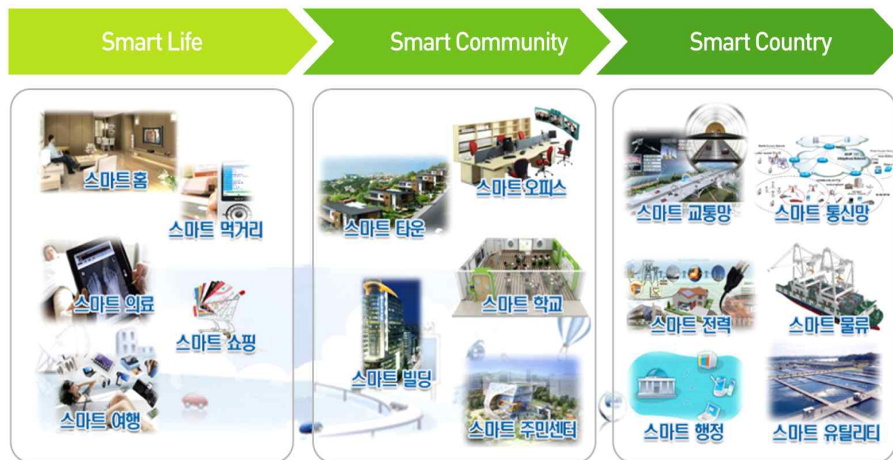 Smart Life
Smart Community
Smart Country
스마트홈
스마트 먹거리
스마트 의료
스마트 쇼핑
스마트 여행
스마트 오피스
스마트 타운
스마트 학교
스마트 빌딩
스마트 주민센터
스마트 교통망
스마트 통신망
스마트 전력
스마트 물류
스마트 행정
스마트 유틸리티